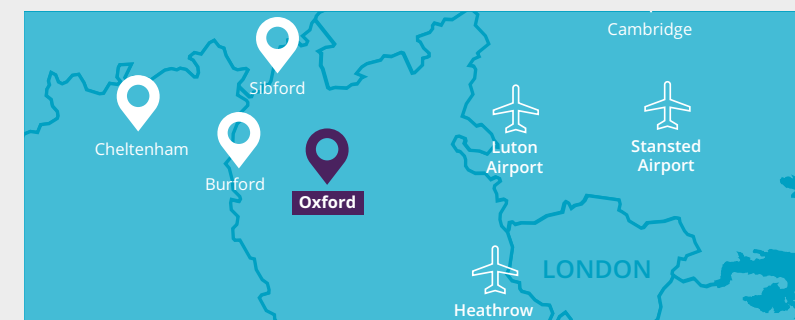 Cambridge
Sibford
Cheltenham
Luton
Airport
Stansted
Airport
Burford
Oxford
LONDON
Heathrow